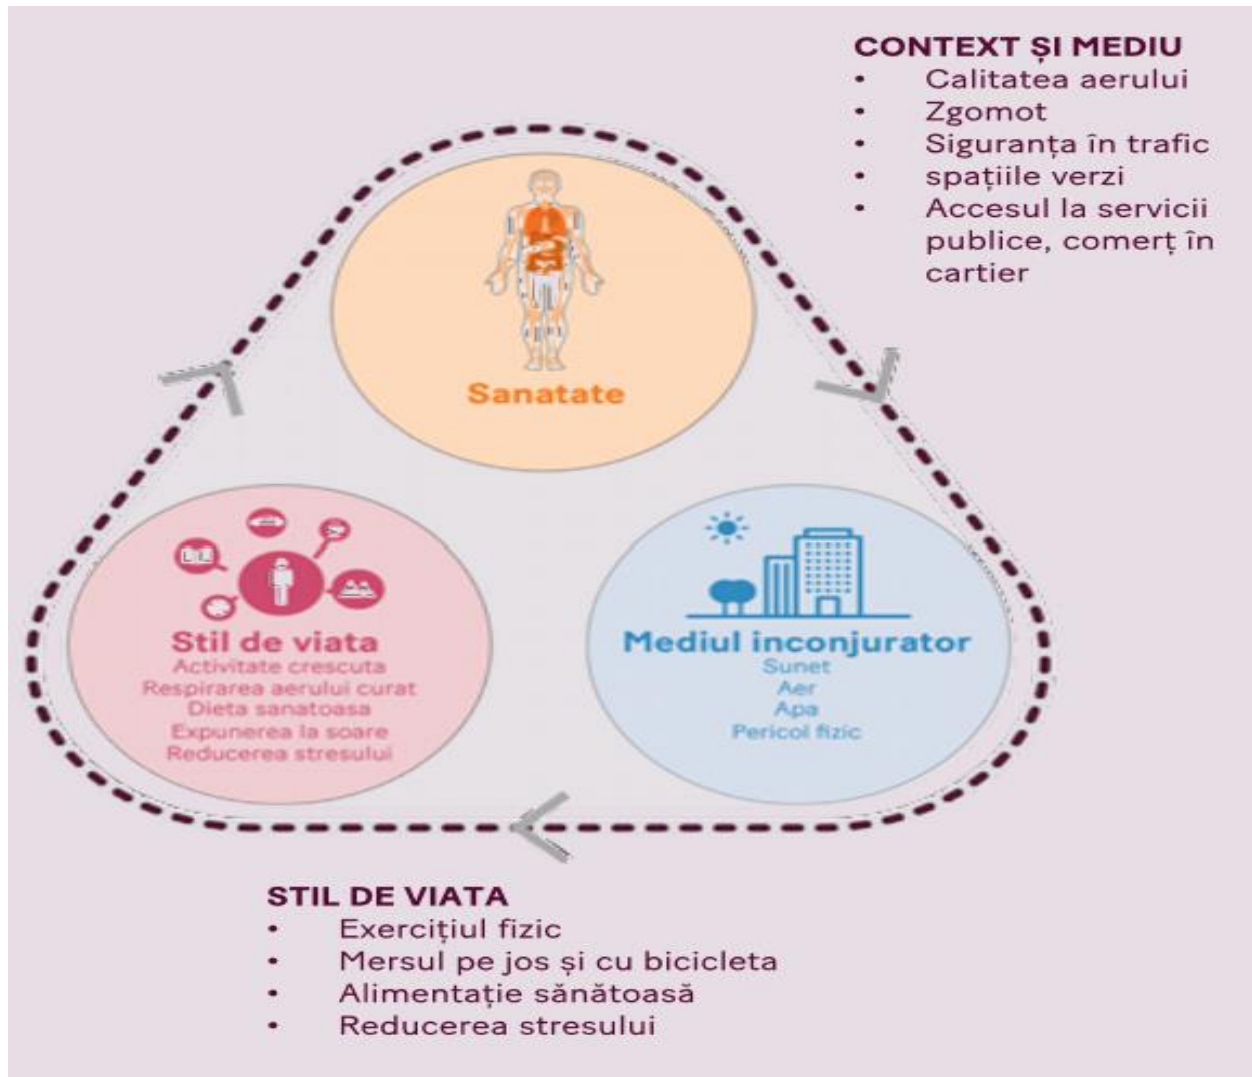 CONTEXT ȘI MEDIU
• Calitatea aerului
• Zgomot
• Siguranța în trafic
• spațiile verzi
• Accesul la servicii
publice, comerț în
cartier
Sanatate
Stil de viata
Activitate crescuta
Respirarea aerului curat
Dieta sanatoasa
Expunerea la soare
Reducerea stresului
Mediul inconjurator
Sunet
Aer
Apa
Pericol fizic
STIL DE VIATA
• Exercițiul fizic
• Mersul pe jos și cu bicicleta
• Alimentație sănătoasă
• Reducerea stresului